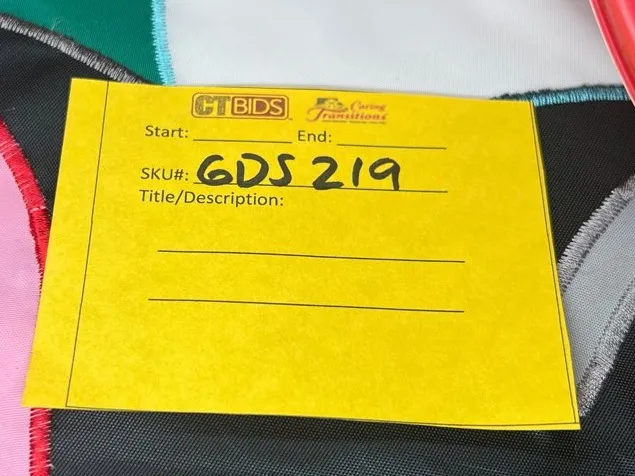 CTBIDS Caring Transitions
Start: End:
SKU#: GDS 219
Title/Description: